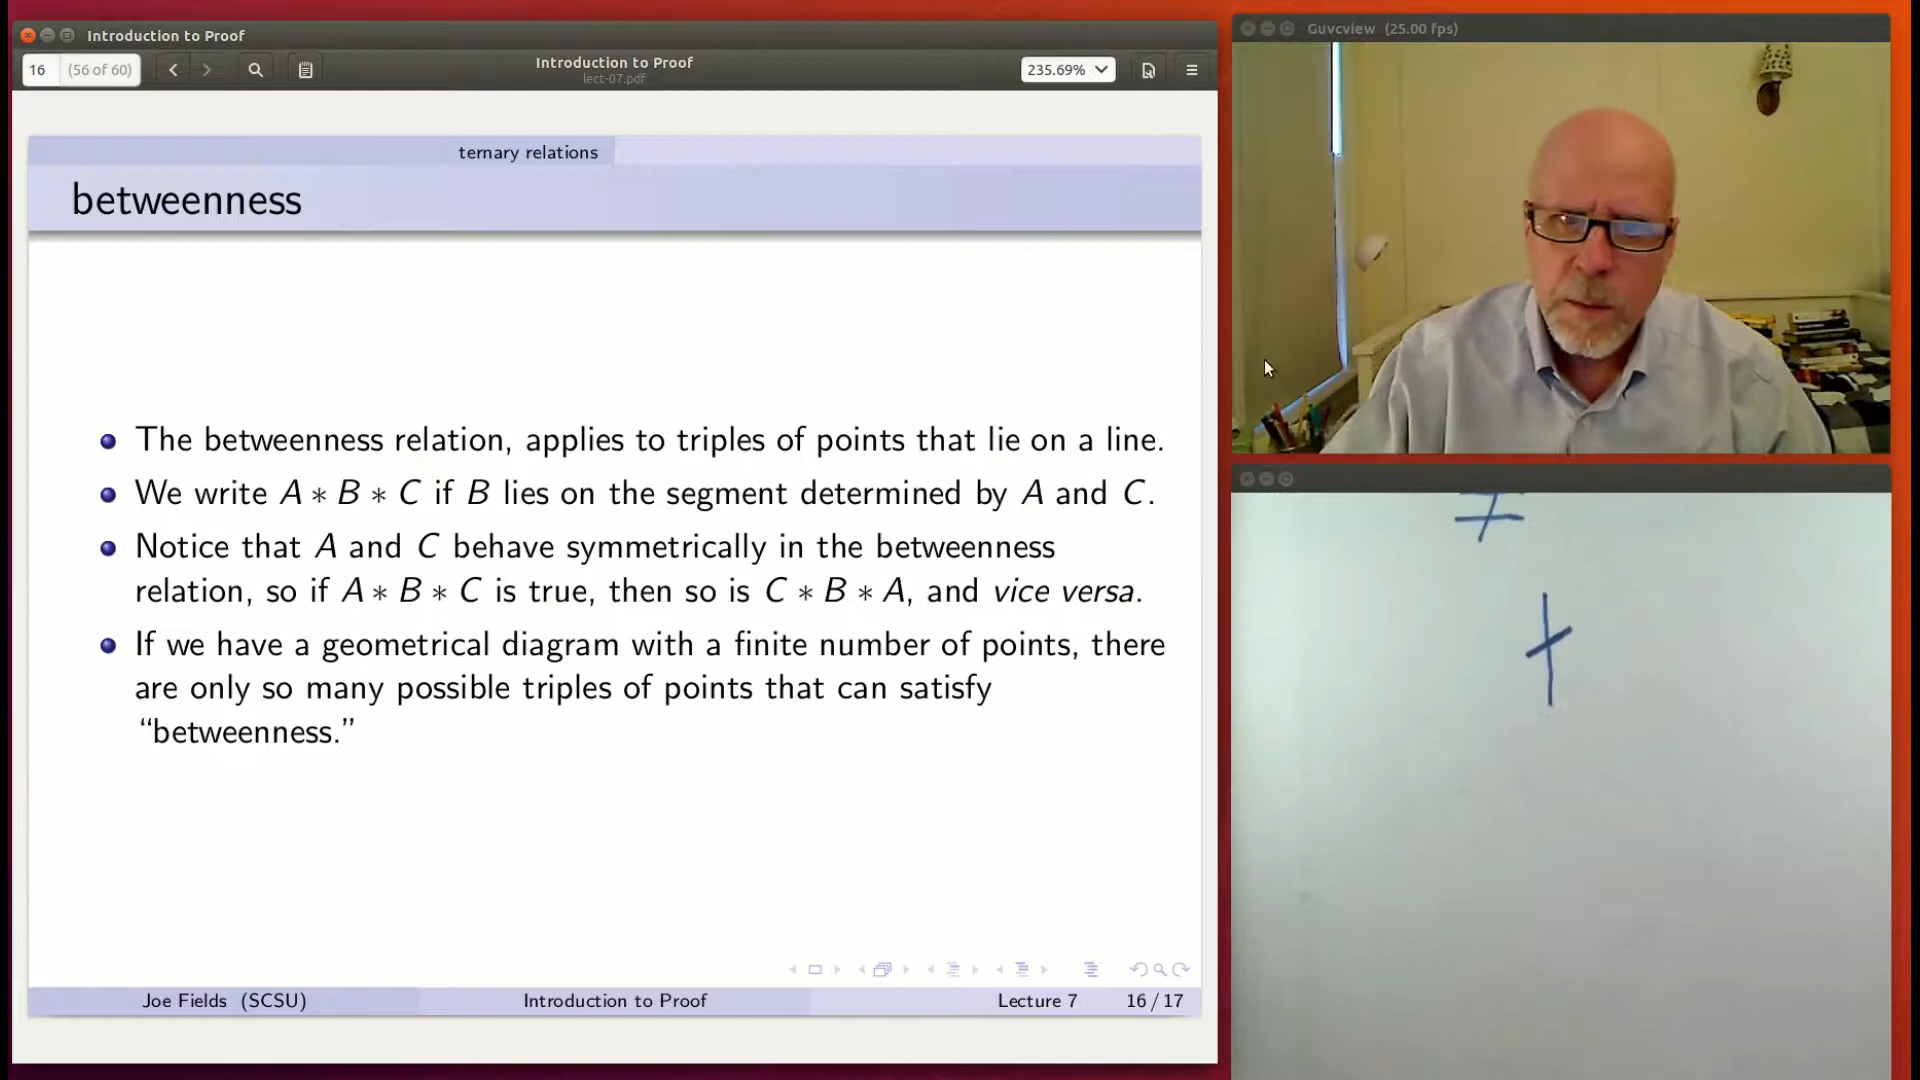 Introduction to Proof
16 (56 of 60)
Introduction to Proof
lect-07.pdf
235.69%
ternary relations
betweenness
The betweenness relation, applies to triples of points that lie on a line.
We write A ∗ B ∗ C if B lies on the segment determined by A and C.
Notice that A and C behave symmetrically in the betweenness
relation, so if A ∗ B ∗ C is true, then so is C ∗ B ∗ A, and vice versa.
If we have a geometrical diagram with a finite number of points, there
are only so many possible triples of points that can satisfy
“betweenness.”
Joe Fields (SCSU) Introduction to Proof Lecture 7 16 / 17
Guvcview (25.00 fps)
≠
∤